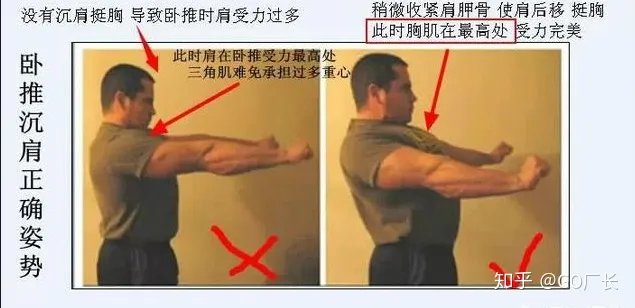 没有沉肩挺胸 导致卧推时肩受力过多
此时肩在卧推受力最高处
三角肌难免承担过多重心
稍微收紧肩胛骨 使肩后移 挺胸
此时胸肌在最高处 受力完美
卧推沉肩正确姿势
知乎 @GO厂长